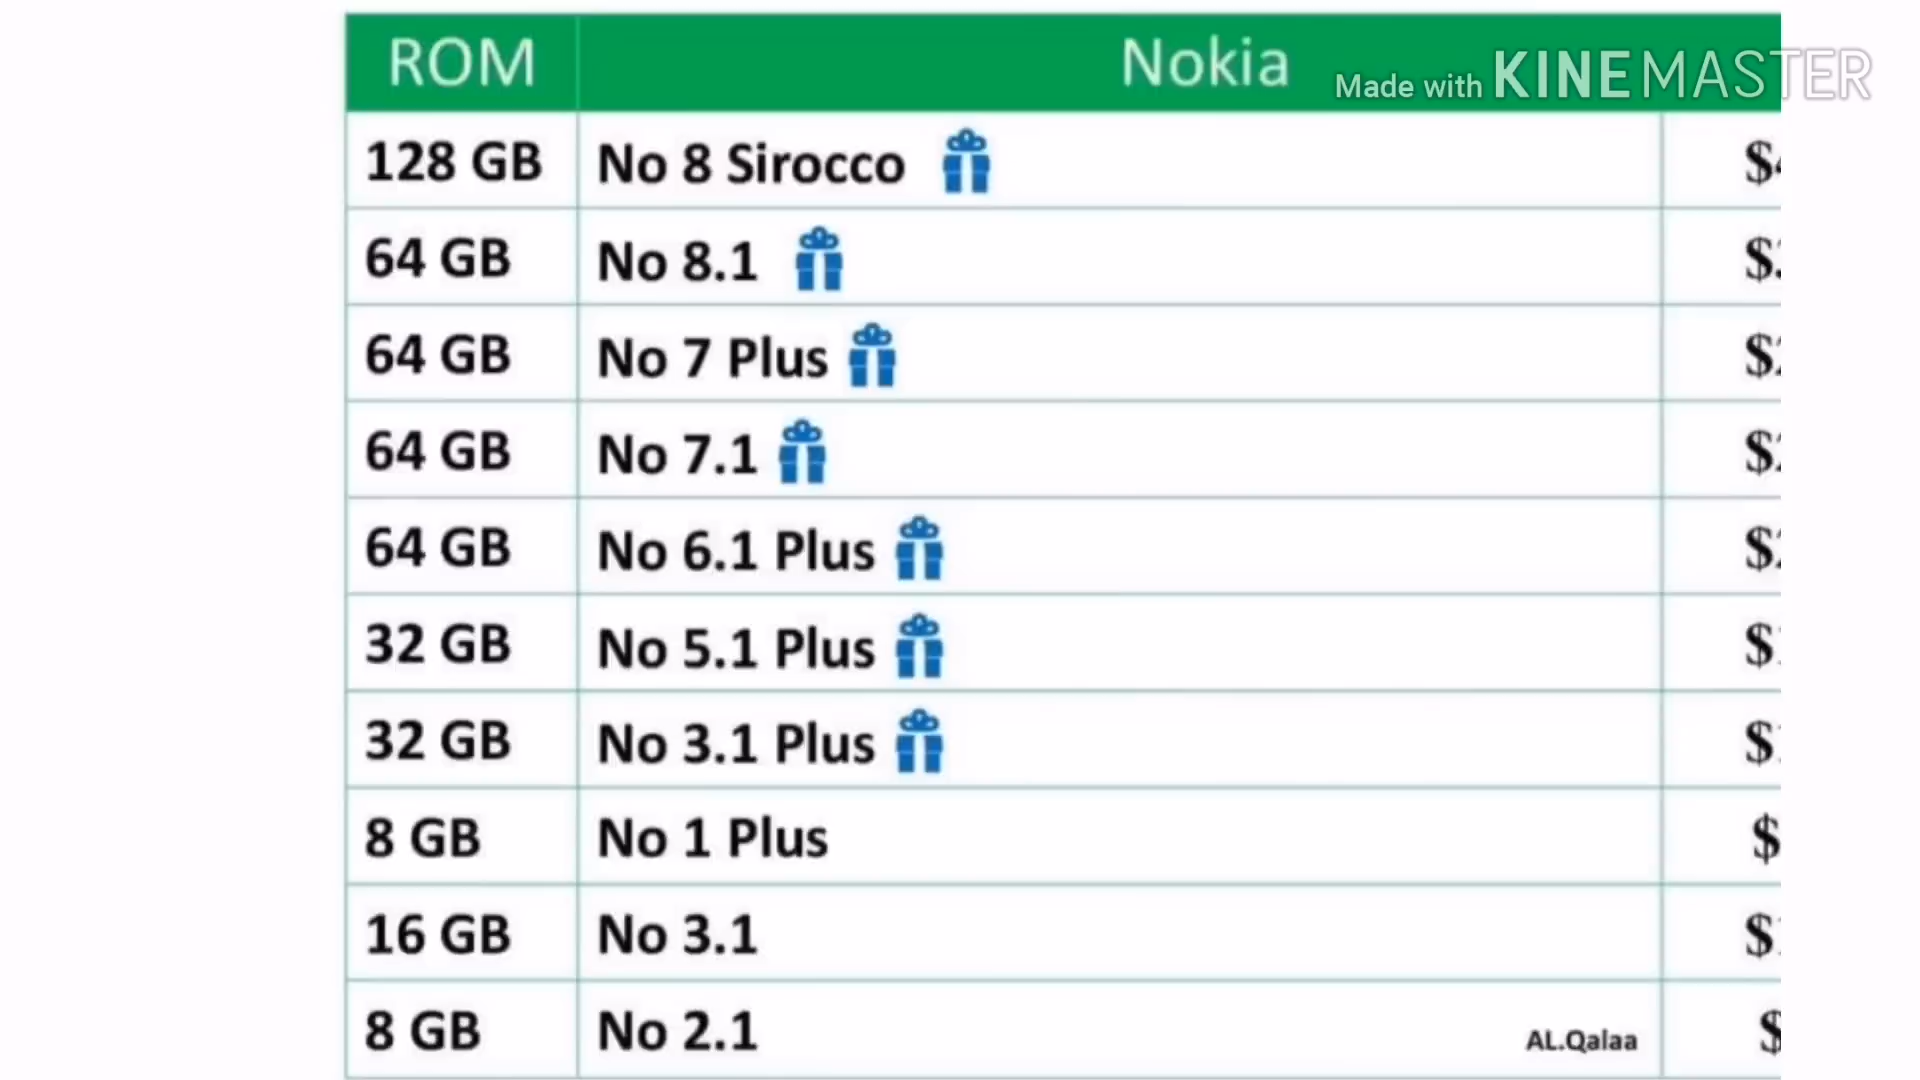 ROM Nokia
Made with KINEMASTER
128 GB No 8 Sirocco $4
64 GB No 8.1 $
64 GB No 7 Plus $
64 GB No 7.1 $
64 GB No 6.1 Plus $
32 GB No 5.1 Plus $
32 GB No 3.1 Plus $
8 GB No 1 Plus $
16 GB No 3.1 $
8 GB No 2.1 AL.Qalaa $